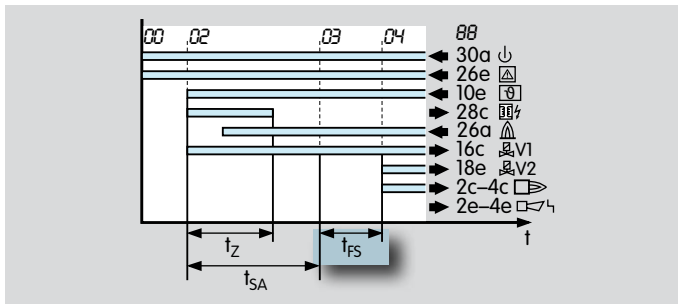 00 02 03 04 88
30a
26e
10e ϑ
28c
26a
16c V1
18e V2
2c–4c
2e–4e
t
tZ tFS
tSA